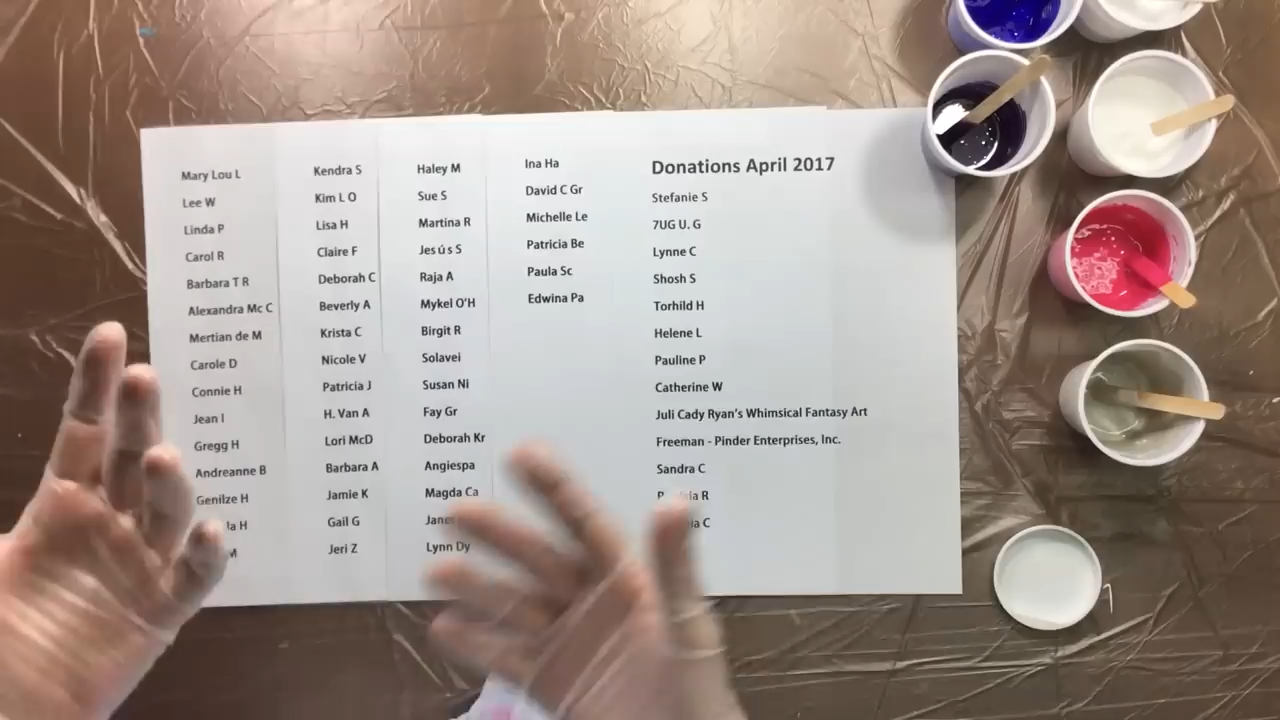 Mary Lou L
Lee W
Linda P
Carol R
Barbara T R
Alexandra Mc C
Mertian de M
Carole D
Connie H
Jean I
Gregg H
Andreanne B
Genilze H
H
M
Kendra S
Kim L O
Lisa H
Claire F
Deborah C
Beverly A
Krista C
Nicole V
Patricia J
H. Van A
Lori McD
Barbara A
Jamie K
Gail G
Jeri Z
Haley M
Sue S
Martina R
Jesús S
Raja A
Mykel O'H
Birgit R
Solavei
Susan Ni
Fay Gr
Deborah Kr
Angiespa
Magda Ca
Lynn Dy
Ina Ha
David C Gr
Michelle Le
Patricia Be
Paula Sc
Edwina Pa
Donations April 2017
Stefanie S
7UG U. G
Lynne C
Shosh S
Torhild H
Helene L
Pauline P
Catherine W
Juli Cady Ryan's Whimsical Fantasy Art
Freeman - Pinder Enterprises, Inc.
Sandra C
R
C